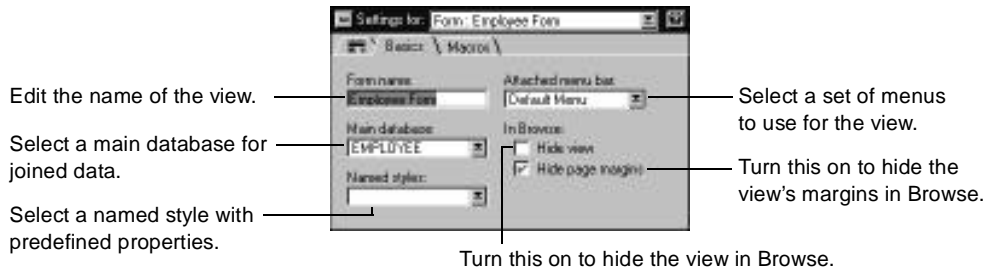 Settings for: Form: Employee Form
Basics \ Macros \
Form name:
Employee Form
Attached menu bar:
Default Menu
Main database:
EMPLOYEE
In Browse:
Hide view
Hide page margins
Named styles:
Edit the name of the view.
Select a main database for
joined data.
Select a named style with
predefined properties.
Select a set of menus
to use for the view.
Turn this on to hide the
view’s margins in Browse.
Turn this on to hide the view in Browse.